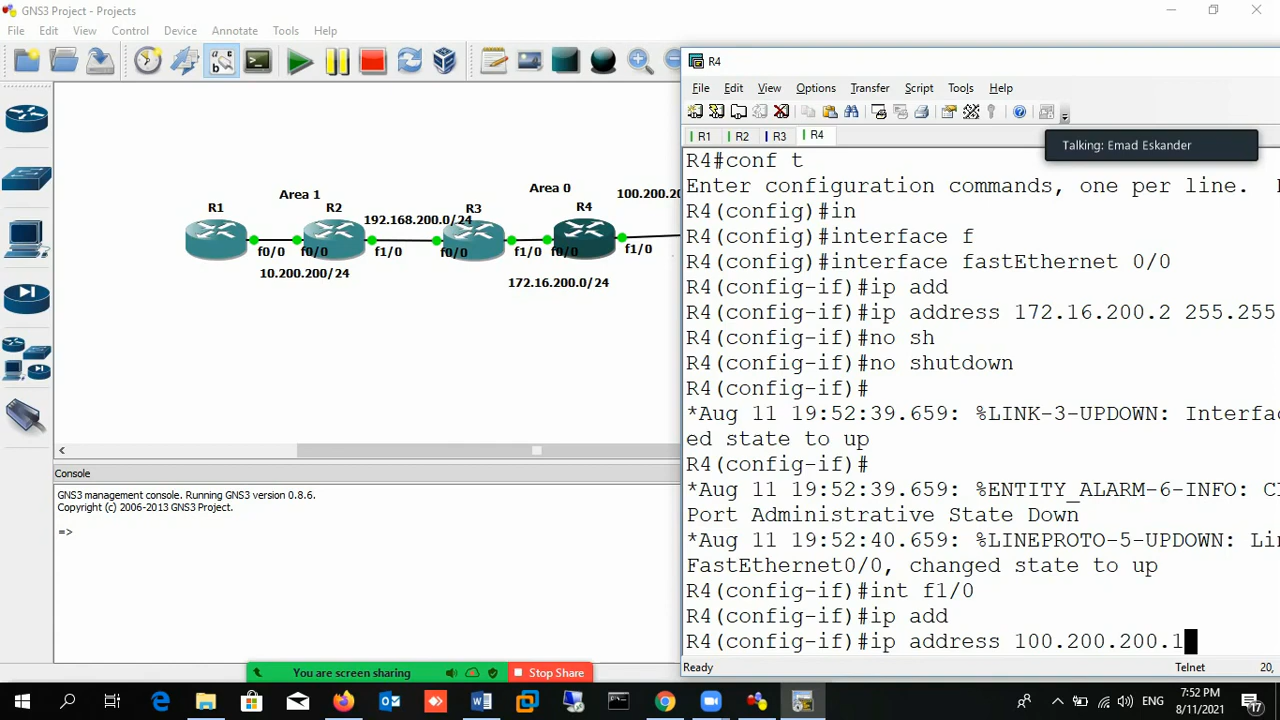 GNS3 Project - Projects
File Edit View Control Device Annotate Tools Help
Area 1
Area 0
100.200.20
R1
R2
R3
R4
192.168.200.0/24
f0/0
f0/0
f1/0
f0/0
f1/0
f0/0
f1/0
10.200.200/24
172.16.200.0/24
Console
GNS3 management console. Running GNS3 version 0.8.6.
Copyright (c) 2006-2013 GNS3 Project.
=>
R4
File Edit View Options Transfer Script Tools Help
R1 R2 R3 R4
Talking: Emad Eskander
R4#conf t
Enter configuration commands, one per line.
R4(config)#in
R4(config)#interface f
R4(config)#interface fastEthernet 0/0
R4(config-if)#ip add
R4(config-if)#ip address 172.16.200.2 255.255
R4(config-if)#no sh
R4(config-if)#no shutdown
R4(config-if)#
*Aug 11 19:52:39.659: %LINK-3-UPDOWN: Interfac
ed state to up
R4(config-if)#
*Aug 11 19:52:39.659: %ENTITY_ALARM-6-INFO: C
Port Administrative State Down
*Aug 11 19:52:40.659: %LINEPROTO-5-UPDOWN: Lin
FastEthernet0/0, changed state to up
R4(config-if)#int f1/0
R4(config-if)#ip add
R4(config-if)#ip address 100.200.200.1
Ready Telnet 20,
You are screen sharing Stop Share
ENG
7:52 PM
8/11/2021
17